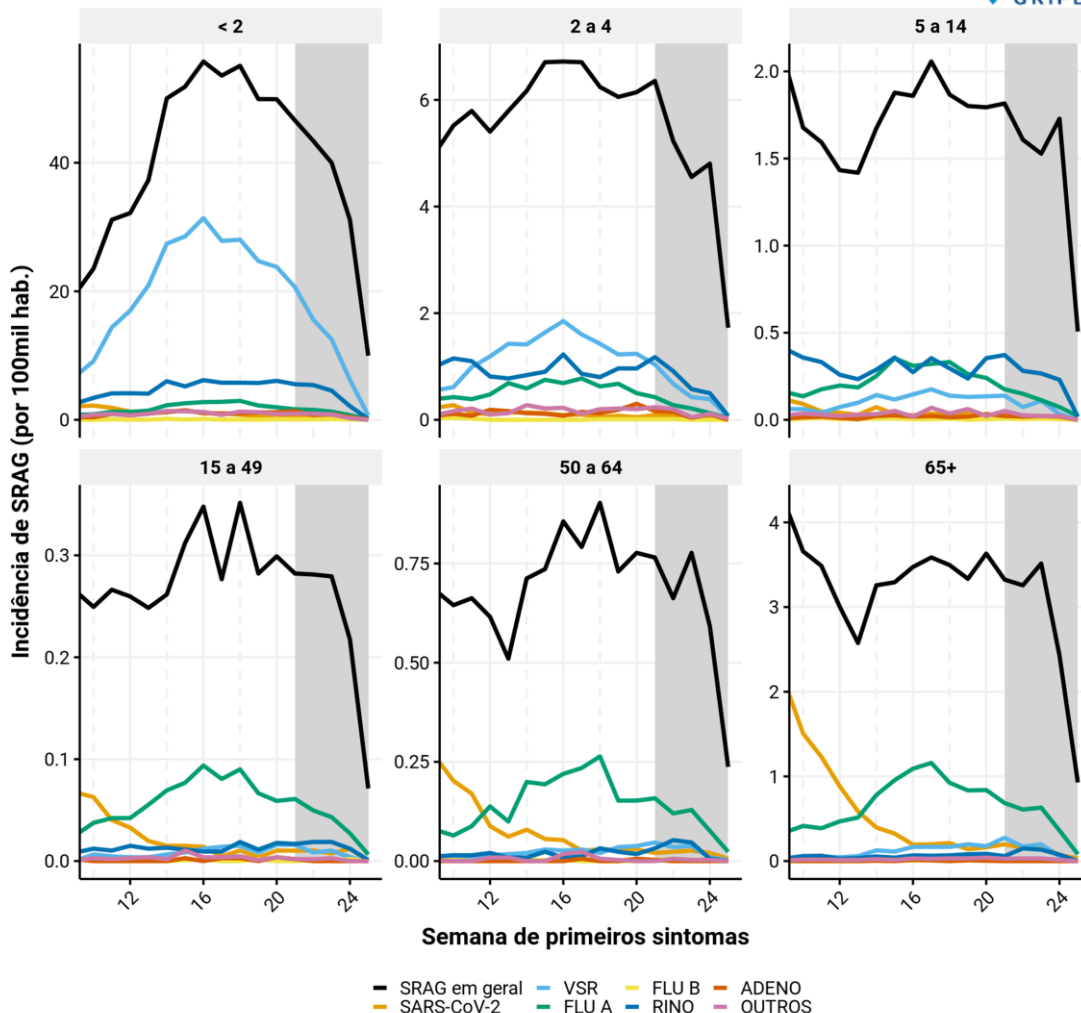 GRIPE
< 2
2 a 4
5 a 14
40
20
0
6
4
2
0
2.0
1.5
1.0
0.5
0.0
Incidência de SRAG (por 100mil hab.)
15 a 49
50 a 64
65+
0.3
0.2
0.1
0.0
0.75
0.50
0.25
0.00
4
3
2
1
0
12 16 20 24
12 16 20 24
12 16 20 24
Semana de primeiros sintomas
SRAG em geral VSR FLU B ADENO
SARS-CoV-2 FLU A RINO OUTROS